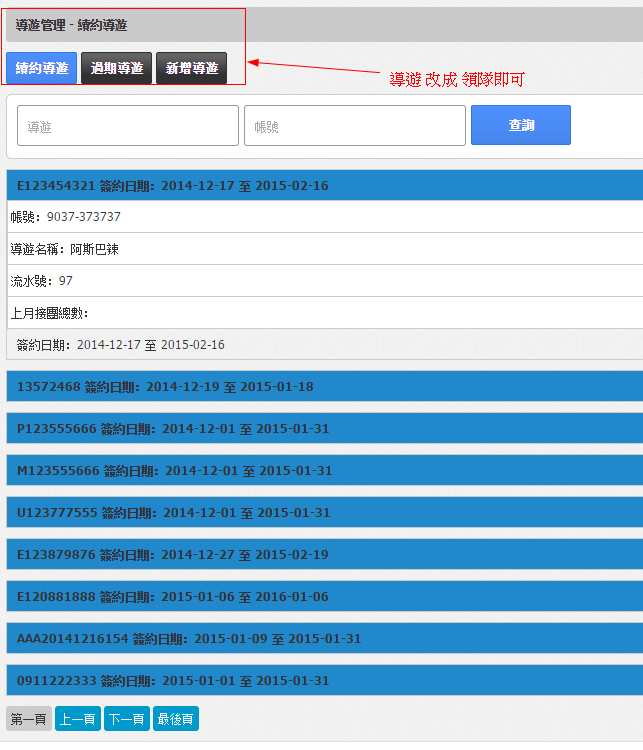 導遊管理 - 續約導遊
續約導遊 過期導遊 新增導遊
導遊 改成 領隊即可
導遊 帳號 查詢
E123454321 簽約日期: 2014-12-17 至 2015-02-16
帳號: 9037-373737
導遊名稱: 阿斯巴辣
流水號: 97
上月接團總數:
簽約日期: 2014-12-17 至 2015-02-16
13572468 簽約日期: 2014-12-19 至 2015-01-18
P123555666 簽約日期: 2014-12-01 至 2015-01-31
M123555666 簽約日期: 2014-12-01 至 2015-01-31
U123777555 簽約日期: 2014-12-01 至 2015-01-31
E123879876 簽約日期: 2014-12-27 至 2015-02-19
E120881888 簽約日期: 2015-01-06 至 2016-01-06
AAA20141216154 簽約日期: 2015-01-09 至 2015-01-31
0911222333 簽約日期: 2015-01-01 至 2015-01-31
第一頁 上一頁 下一頁 最後頁